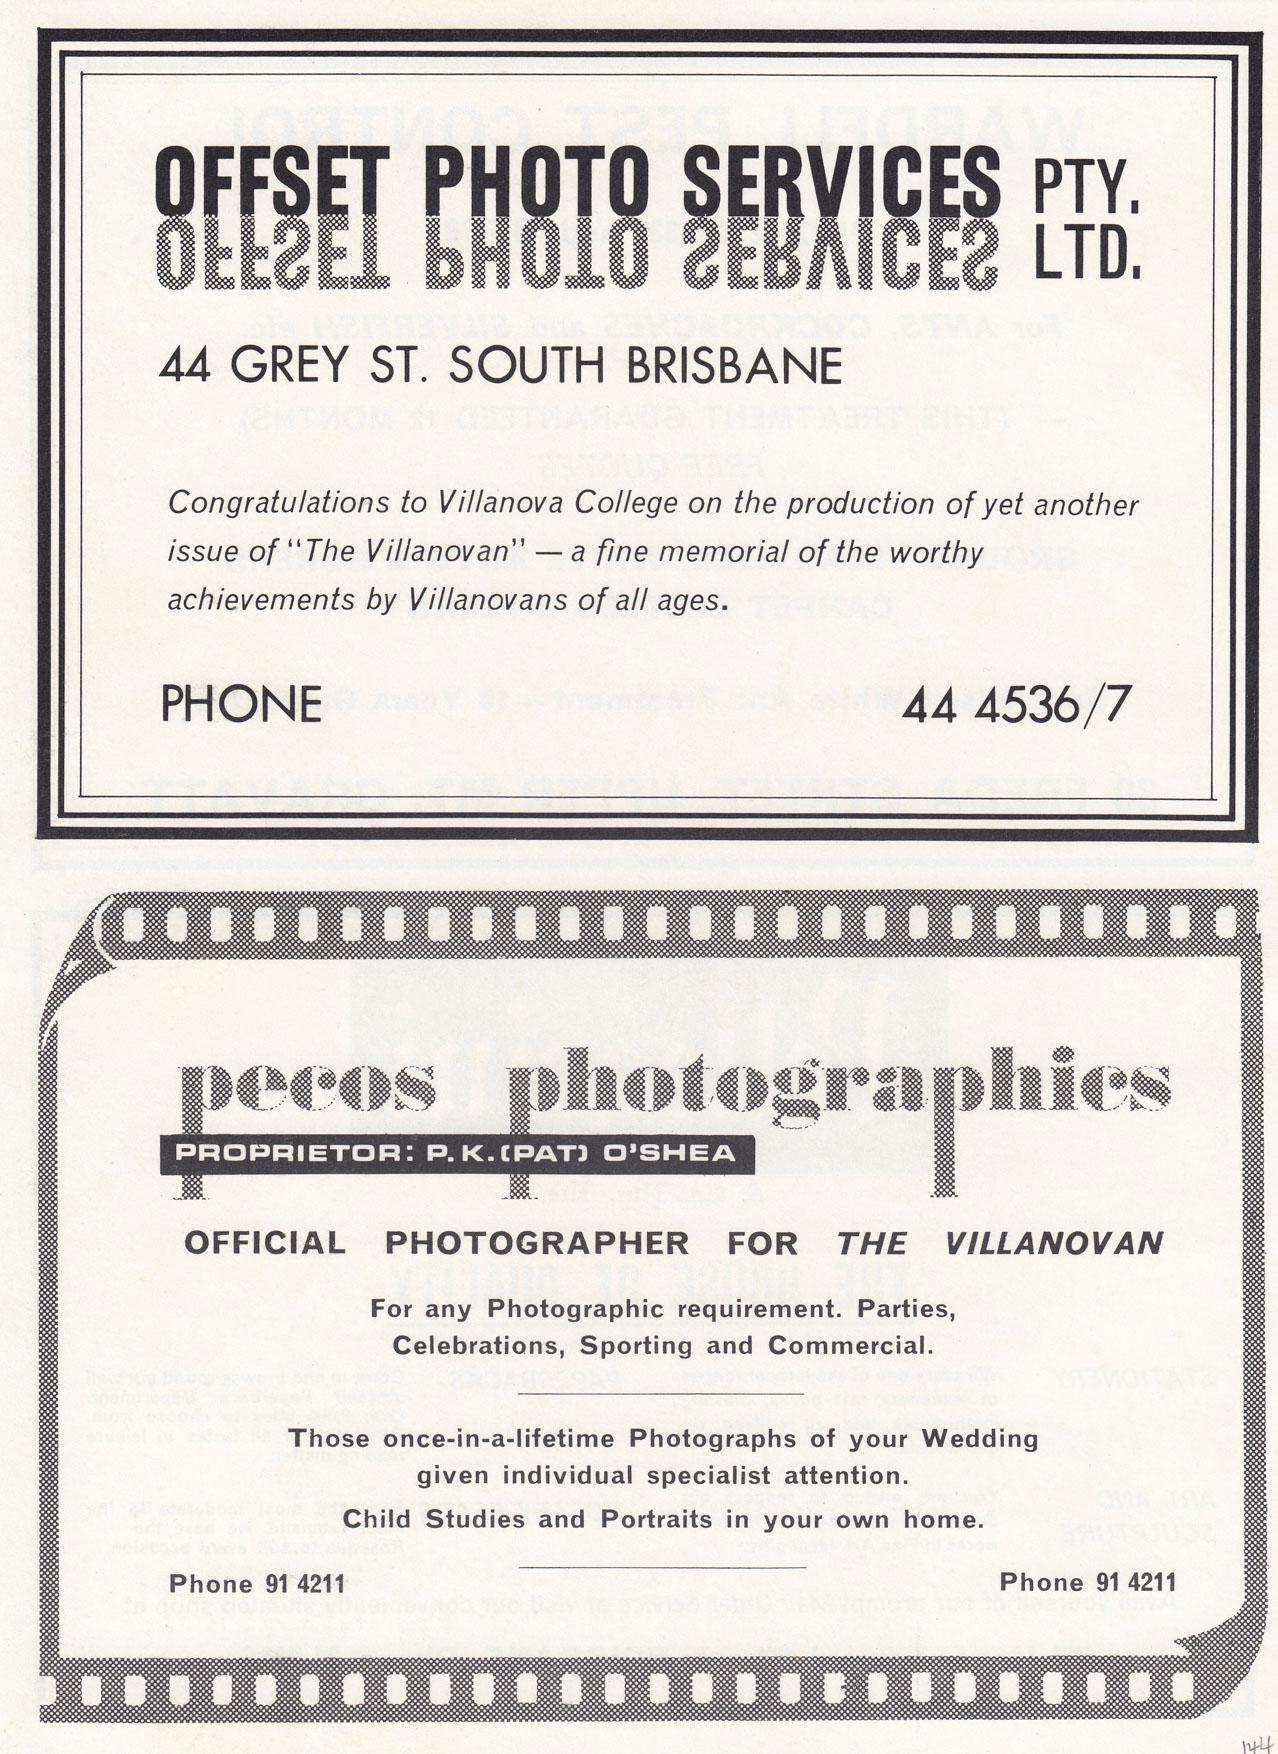 OFFSET PHOTO SERVICES PTY. LTD.
OFFSET PHOTO SERVICES
44 GREY ST. SOUTH BRISBANE
Congratulations to Villanova College on the production of yet another
issue of "The Villanovan" — a fine memorial of the worthy
achievements by Villanovans of all ages.
PHONE 44 4536/7
pecos photographics
PROPRIETOR: P.K.(PAT) O'SHEA
OFFICIAL PHOTOGRAPHER FOR THE VILLANOVAN
For any Photographic requirement. Parties,
Celebrations, Sporting and Commercial.
Those once-in-a-lifetime Photographs of your Wedding
given individual specialist attention.
Child Studies and Portraits in your own home.
Phone 91 4211 Phone 91 4211
144